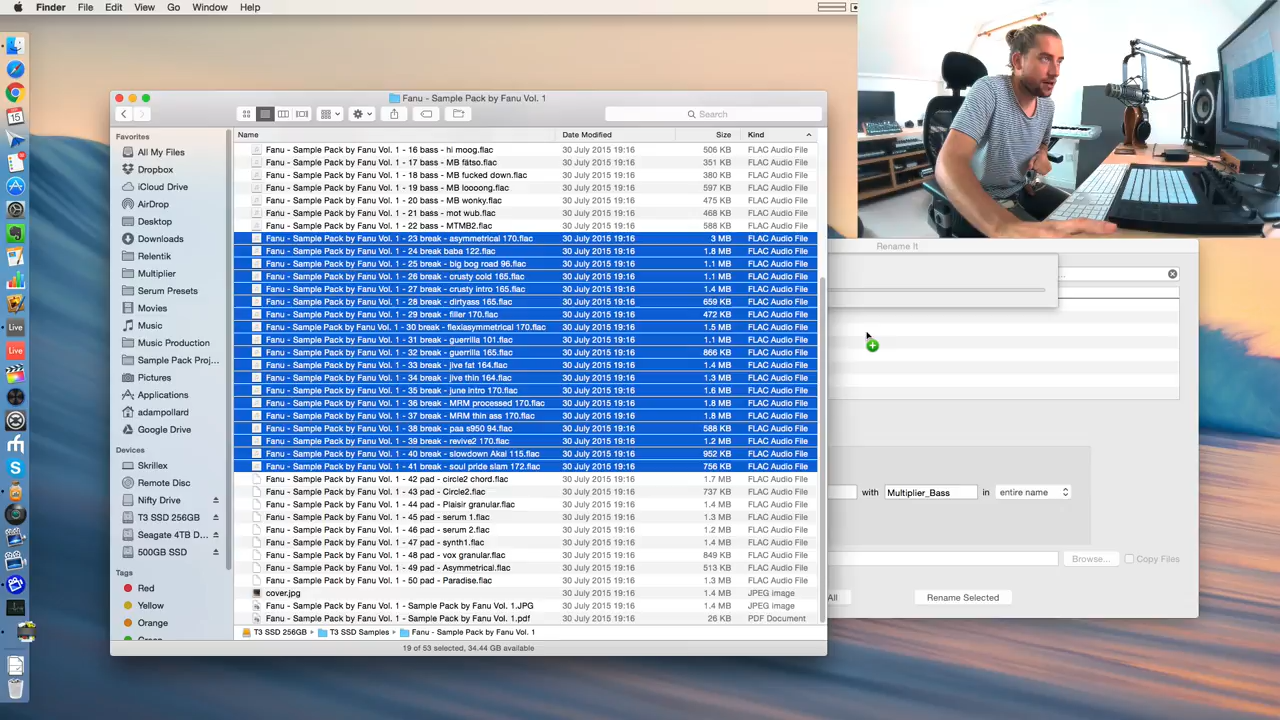 Finder File Edit View Go Window Help
Fanu - Sample Pack by Fanu Vol. 1
Search
Name Date Modified Size Kind
Favorites
All My Files
Dropbox
iCloud Drive
AirDrop
Desktop
Downloads
Relentik
Multiplier
Serum Presets
Movies
Music
Music Production
Sample Pack Proj...
Pictures
Applications
adampollard
Google Drive
Devices
Skrillex
Remote Disc
Nifty Drive
T3 SSD 256GB
Seagate 4TB D...
500GB SSD
Tags
Red
Yellow
Orange
Green
Fanu - Sample Pack by Fanu Vol. 1 - 16 bass - hi moog.flac 30 July 2015 19:16 506 KB FLAC Audio File
Fanu - Sample Pack by Fanu Vol. 1 - 17 bass - MB fatso.flac 30 July 2015 19:16 351 KB FLAC Audio File
Fanu - Sample Pack by Fanu Vol. 1 - 18 bass - MB fucked down.flac 30 July 2015 19:16 380 KB FLAC Audio File
Fanu - Sample Pack by Fanu Vol. 1 - 19 bass - MB loooong.flac 30 July 2015 19:16 597 KB FLAC Audio File
Fanu - Sample Pack by Fanu Vol. 1 - 20 bass - MB wonky.flac 30 July 2015 19:16 475 KB FLAC Audio File
Fanu - Sample Pack by Fanu Vol. 1 - 21 bass - mot wub.flac 30 July 2015 19:16 468 KB FLAC Audio File
Fanu - Sample Pack by Fanu Vol. 1 - 22 bass - MTMB2.flac 30 July 2015 19:16 588 KB FLAC Audio File
Fanu - Sample Pack by Fanu Vol. 1 - 23 break - asymmetrical 170.flac 30 July 2015 19:16 3 MB FLAC Audio File
Fanu - Sample Pack by Fanu Vol. 1 - 24 break baba 122.flac 30 July 2015 19:16 1.8 MB FLAC Audio File
Fanu - Sample Pack by Fanu Vol. 1 - 25 break - big bog road 96.flac 30 July 2015 19:16 1.1 MB FLAC Audio File
Fanu - Sample Pack by Fanu Vol. 1 - 26 break - crusty cold 165.flac 30 July 2015 19:16 1.1 MB FLAC Audio File
Fanu - Sample Pack by Fanu Vol. 1 - 27 break - crusty intro 165.flac 30 July 2015 19:16 1.4 MB FLAC Audio File
Fanu - Sample Pack by Fanu Vol. 1 - 28 break - dirtyass 165.flac 30 July 2015 19:16 659 KB FLAC Audio File
Fanu - Sample Pack by Fanu Vol. 1 - 29 break - filler 170.flac 30 July 2015 19:16 472 KB FLAC Audio File
Fanu - Sample Pack by Fanu Vol. 1 - 30 break - flexiasymmetrical 170.flac 30 July 2015 19:16 1.5 MB FLAC Audio File
Fanu - Sample Pack by Fanu Vol. 1 - 31 break - guerrilla 101.flac 30 July 2015 19:16 1.1 MB FLAC Audio File
Fanu - Sample Pack by Fanu Vol. 1 - 32 break - guerrilla 165.flac 30 July 2015 19:16 866 KB FLAC Audio File
Fanu - Sample Pack by Fanu Vol. 1 - 33 break - jive fat 164.flac 30 July 2015 19:16 1.4 MB FLAC Audio File
Fanu - Sample Pack by Fanu Vol. 1 - 34 break - jive thin 164.flac 30 July 2015 19:16 1.3 MB FLAC Audio File
Fanu - Sample Pack by Fanu Vol. 1 - 35 break - june intro 170.flac 30 July 2015 19:16 1.6 MB FLAC Audio File
Fanu - Sample Pack by Fanu Vol. 1 - 36 break - MRM processed 170.flac 30 July 2015 19:16 1.8 MB FLAC Audio File
Fanu - Sample Pack by Fanu Vol. 1 - 37 break - MRM thin ass 170.flac 30 July 2015 19:16 1.8 MB FLAC Audio File
Fanu - Sample Pack by Fanu Vol. 1 - 38 break - paa s950 94.flac 30 July 2015 19:16 588 KB FLAC Audio File
Fanu - Sample Pack by Fanu Vol. 1 - 39 break - revive2 170.flac 30 July 2015 19:16 1.2 MB FLAC Audio File
Fanu - Sample Pack by Fanu Vol. 1 - 40 break - slowdown Akai 115.flac 30 July 2015 19:16 952 KB FLAC Audio File
Fanu - Sample Pack by Fanu Vol. 1 - 41 break - soul pride slam 172.flac 30 July 2015 19:16 756 KB FLAC Audio File
Fanu - Sample Pack by Fanu Vol. 1 - 42 pad - circle2 chord.flac 30 July 2015 19:16 1.7 MB FLAC Audio File
Fanu - Sample Pack by Fanu Vol. 1 - 43 pad - Circle2.flac 30 July 2015 19:16 737 KB FLAC Audio File
Fanu - Sample Pack by Fanu Vol. 1 - 44 pad - Plaisir granular.flac 30 July 2015 19:16 1.4 MB FLAC Audio File
Fanu - Sample Pack by Fanu Vol. 1 - 45 pad - serum 1.flac 30 July 2015 19:16 1.3 MB FLAC Audio File
Fanu - Sample Pack by Fanu Vol. 1 - 46 pad - serum 2.flac 30 July 2015 19:16 1.2 MB FLAC Audio File
Fanu - Sample Pack by Fanu Vol. 1 - 47 pad - synth1.flac 30 July 2015 19:16 1.4 MB FLAC Audio File
Fanu - Sample Pack by Fanu Vol. 1 - 48 pad - vox granular.flac 30 July 2015 19:16 849 KB FLAC Audio File
Fanu - Sample Pack by Fanu Vol. 1 - 49 - Asymmetrical.flac 30 July 2015 19:16 513 KB FLAC Audio File
Fanu - Sample Pack by Fanu Vol. 1 - 50 pad - Paradise.flac 30 July 2015 19:16 1.3 MB FLAC Audio File
cover.jpg 30 July 2015 19:16 1.4 MB JPEG image
Fanu - Sample Pack by Fanu Vol. 1 - Sample Pack by Fanu Vol. 1.JPG 30 July 2015 19:16 1.4 MB JPEG image
Fanu - Sample Pack by Fanu Vol. 1 - Sample Pack by Fanu Vol. 1.pdf 30 July 2015 19:16 26 KB PDF Document
T3 SSD 256GB T3 SSD Samples Fanu - Sample Pack by Fanu Vol. 1
19 of 53 selected, 34.44 GB available
Rename It
with Multiplier_Bass in entire name
Browse... Copy Files
All Rename Selected
15
Live
Live